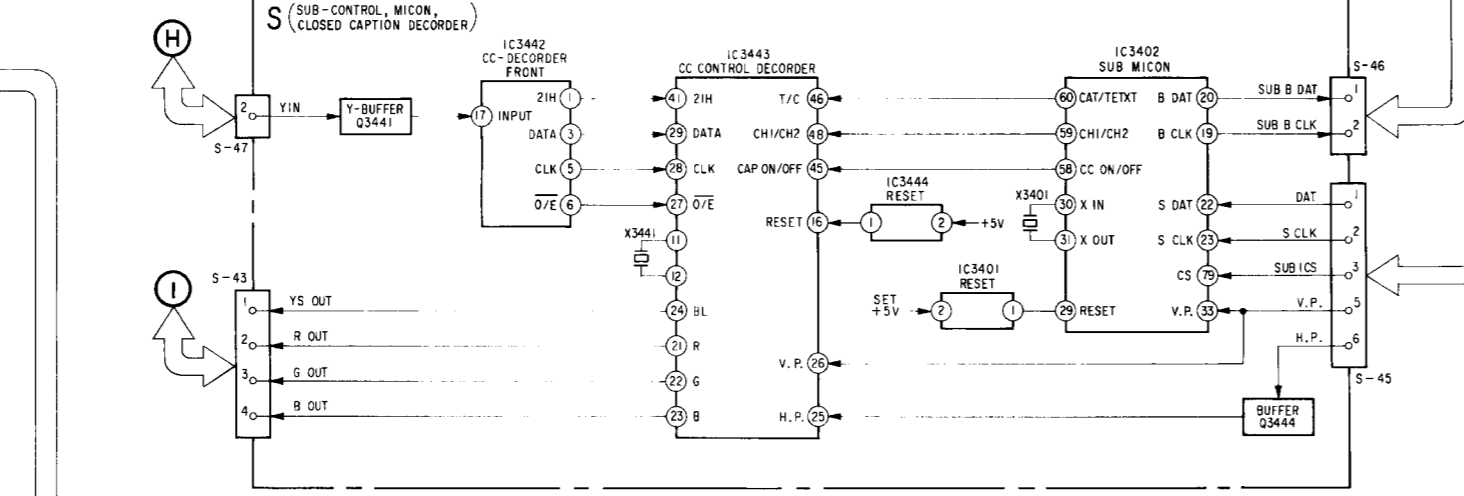 S (SUB-CONTROL, MICON,
CLOSED CAPTION DECORDER)
H
2
YIN
S-47
Y-BUFFER
Q3441
IC3442
CC-DECORDER
FRONT
17 INPUT
2IH 1
DATA 3
CLK 5
O/E 6
IC3443
CC CONTROL DECORDER
41 2IH
29 DATA
28 CLK
27 O/E
X3441
11
12
24 BL
21 R
22 G
23 B
T/C 46
CH1/CH2 48
CAP ON/OFF 45
RESET 16
V.P. 26
H.P. 25
IC3444
RESET
1
2
+5V
IC3401
RESET
SET
+5V
2
1
IC3402
SUB MICON
60 CAT/TETXT
59 CH1/CH2
58 CC ON/OFF
X3401
30 X IN
31 X OUT
29 RESET
B DAT 20
B CLK 19
S DAT 22
S CLK 23
CS 79
V.P. 33
S-46
SUB B DAT 1
SUB B CLK 2
DAT 1
S CLK 2
SUB ICS 3
V.P. 5
H.P. 6
S-45
BUFFER
Q3444
I
S-43
1 YS OUT
2 R OUT
3 G OUT
4 B OUT